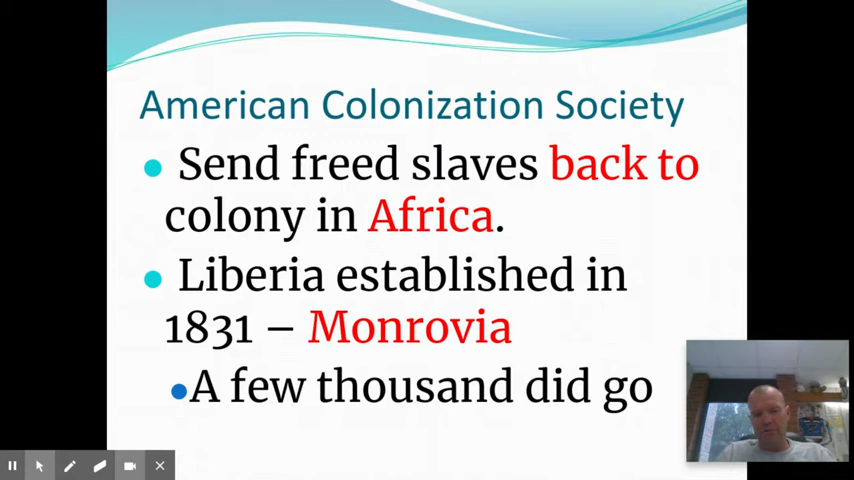 American Colonization Society
Send freed slaves back to
colony in Africa.
Liberia established in
1831 – Monrovia
A few thousand did go